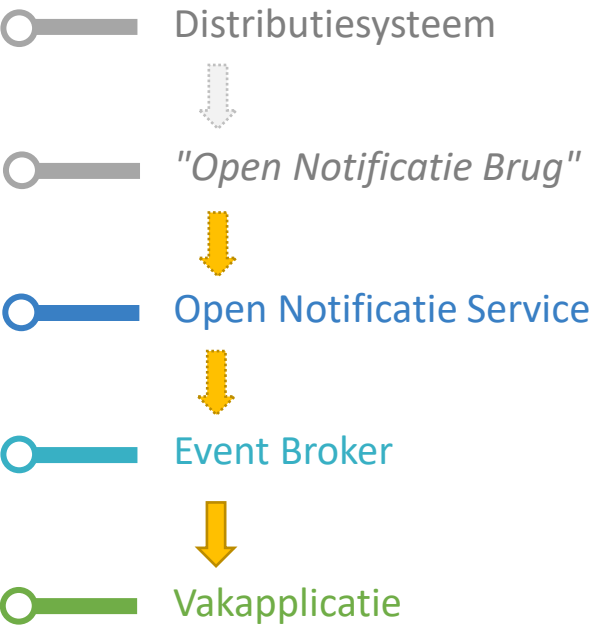 Distributiesysteem
"Open Notificatie Brug"
Open Notificatie Service
Event Broker
Vakapplicatie